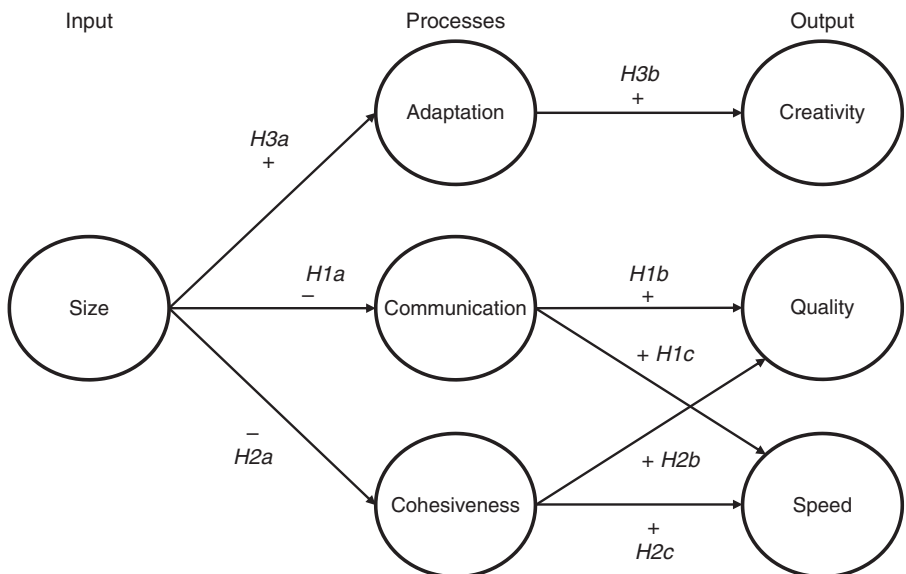 Input
Processes
Output
H3b
+
Adaptation
Creativity
H3a
+
H1a
–
H1b
+
Size
Communication
Quality
+ H1c
–
H2a
+ H2b
Cohesiveness
Speed
+
H2c